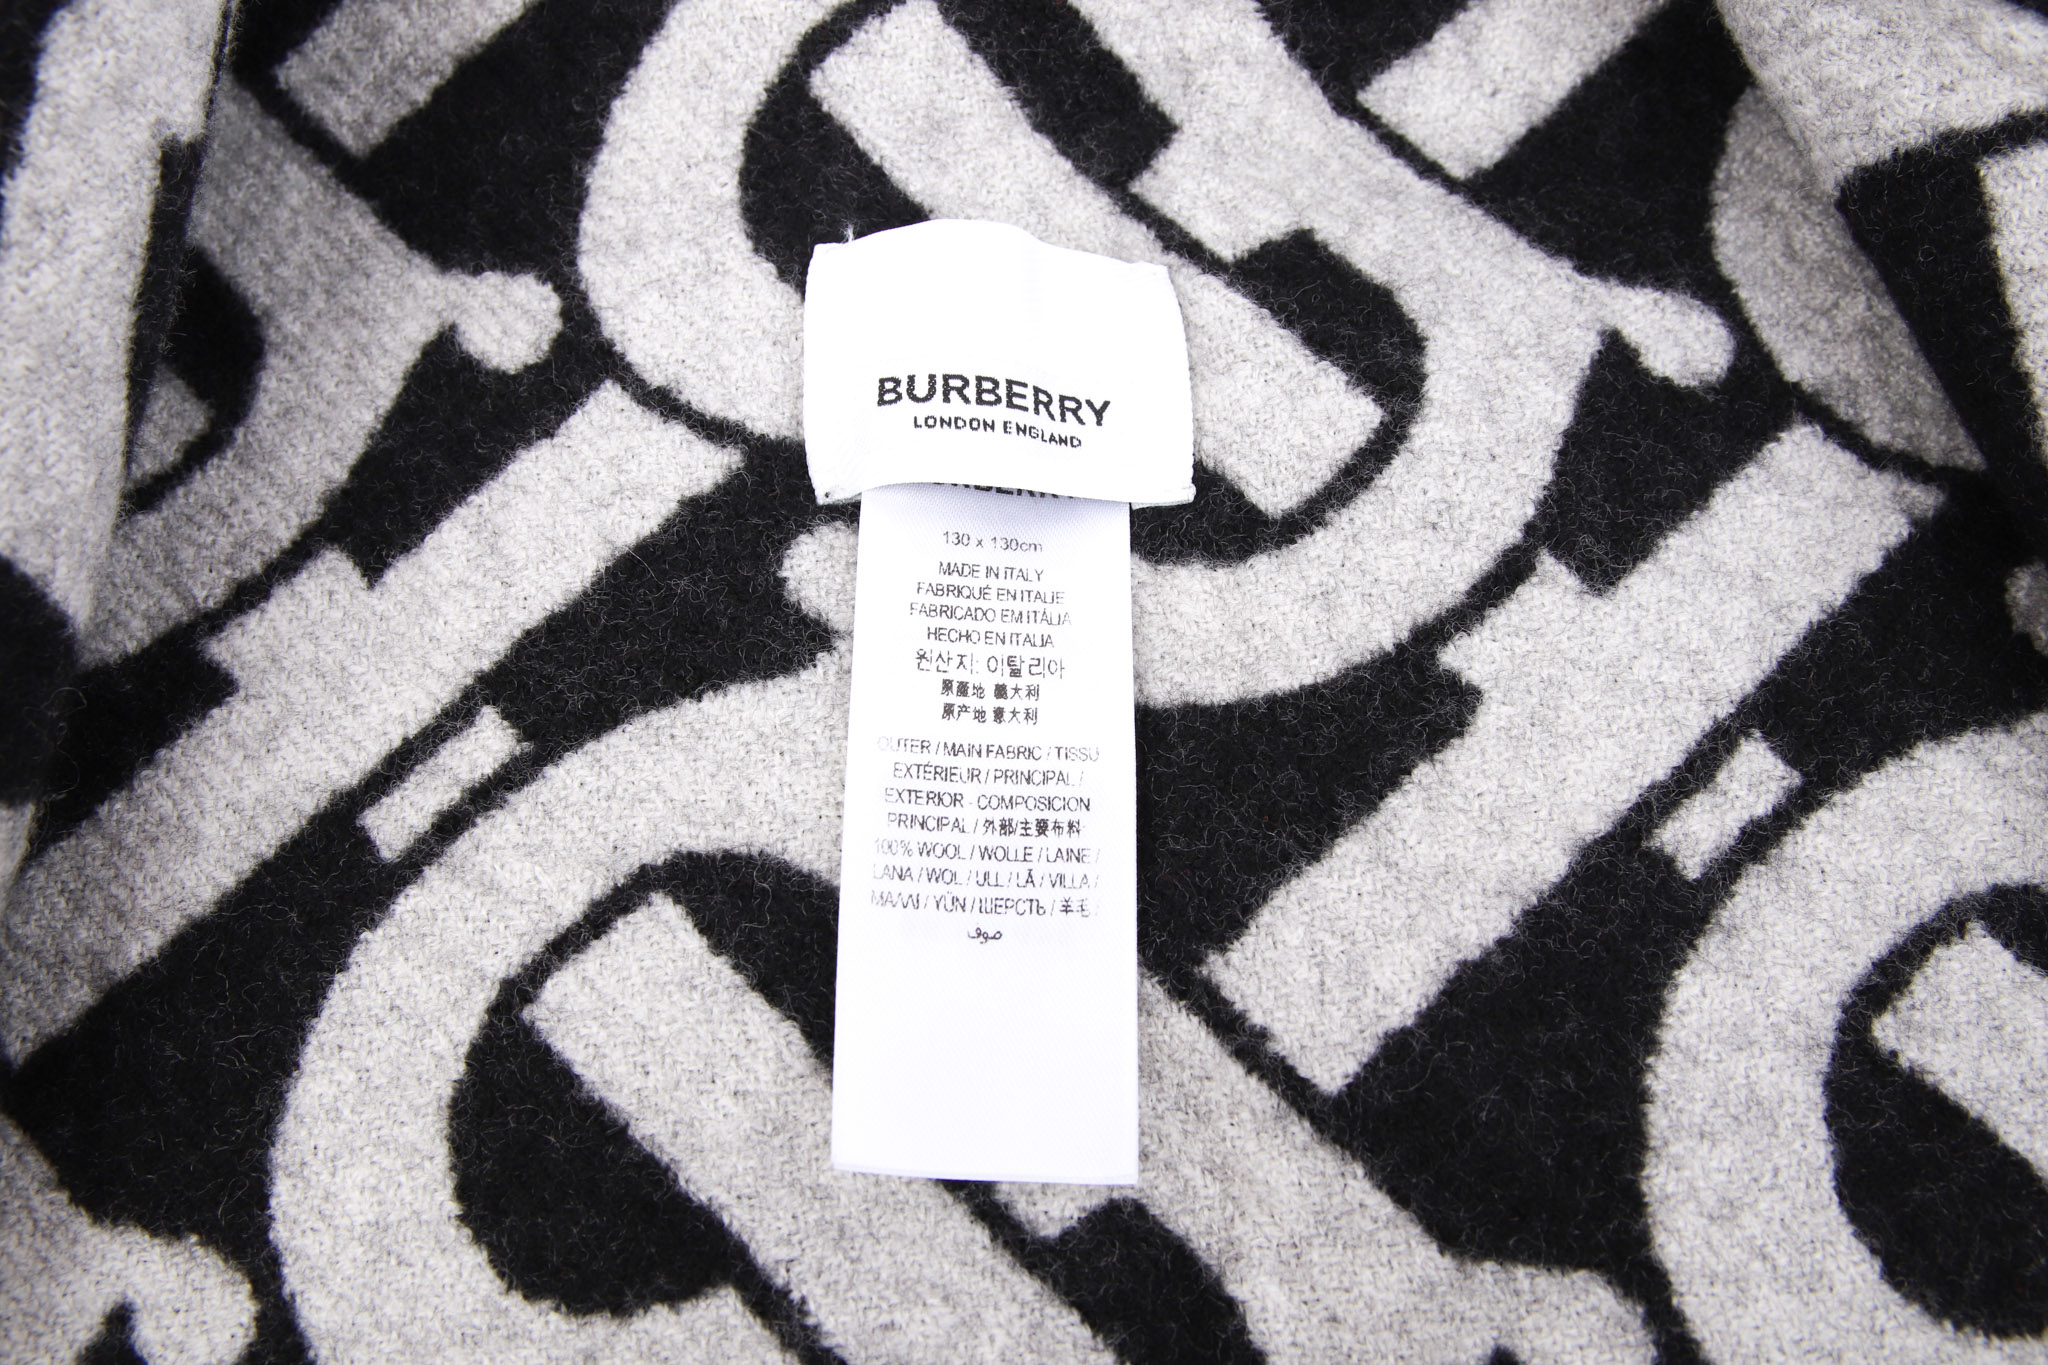 BURBERRY
LONDON ENGLAND
130 x 130cm
MADE IN ITALY
FABRIQUÉ EN ITALIE
FABRICADO EM ITÁLIA
HECHO EN ITALIA
원산지: 이탈리아
原產地 義大利
原产地 意大利
OUTER / MAIN FABRIC / TISSU
EXTÉRIEUR / PRINCIPAL /
EXTERIOR - COMPOSICION
PRINCIPAL / 外部/主要布料
100% WOOL / WOLLE / LAINE /
LANA / WOL / ULL / LÃ / VILLA /
ΜΑΛΛΙ / YÜN / ШЕРСТЬ / 羊毛 /
صوف